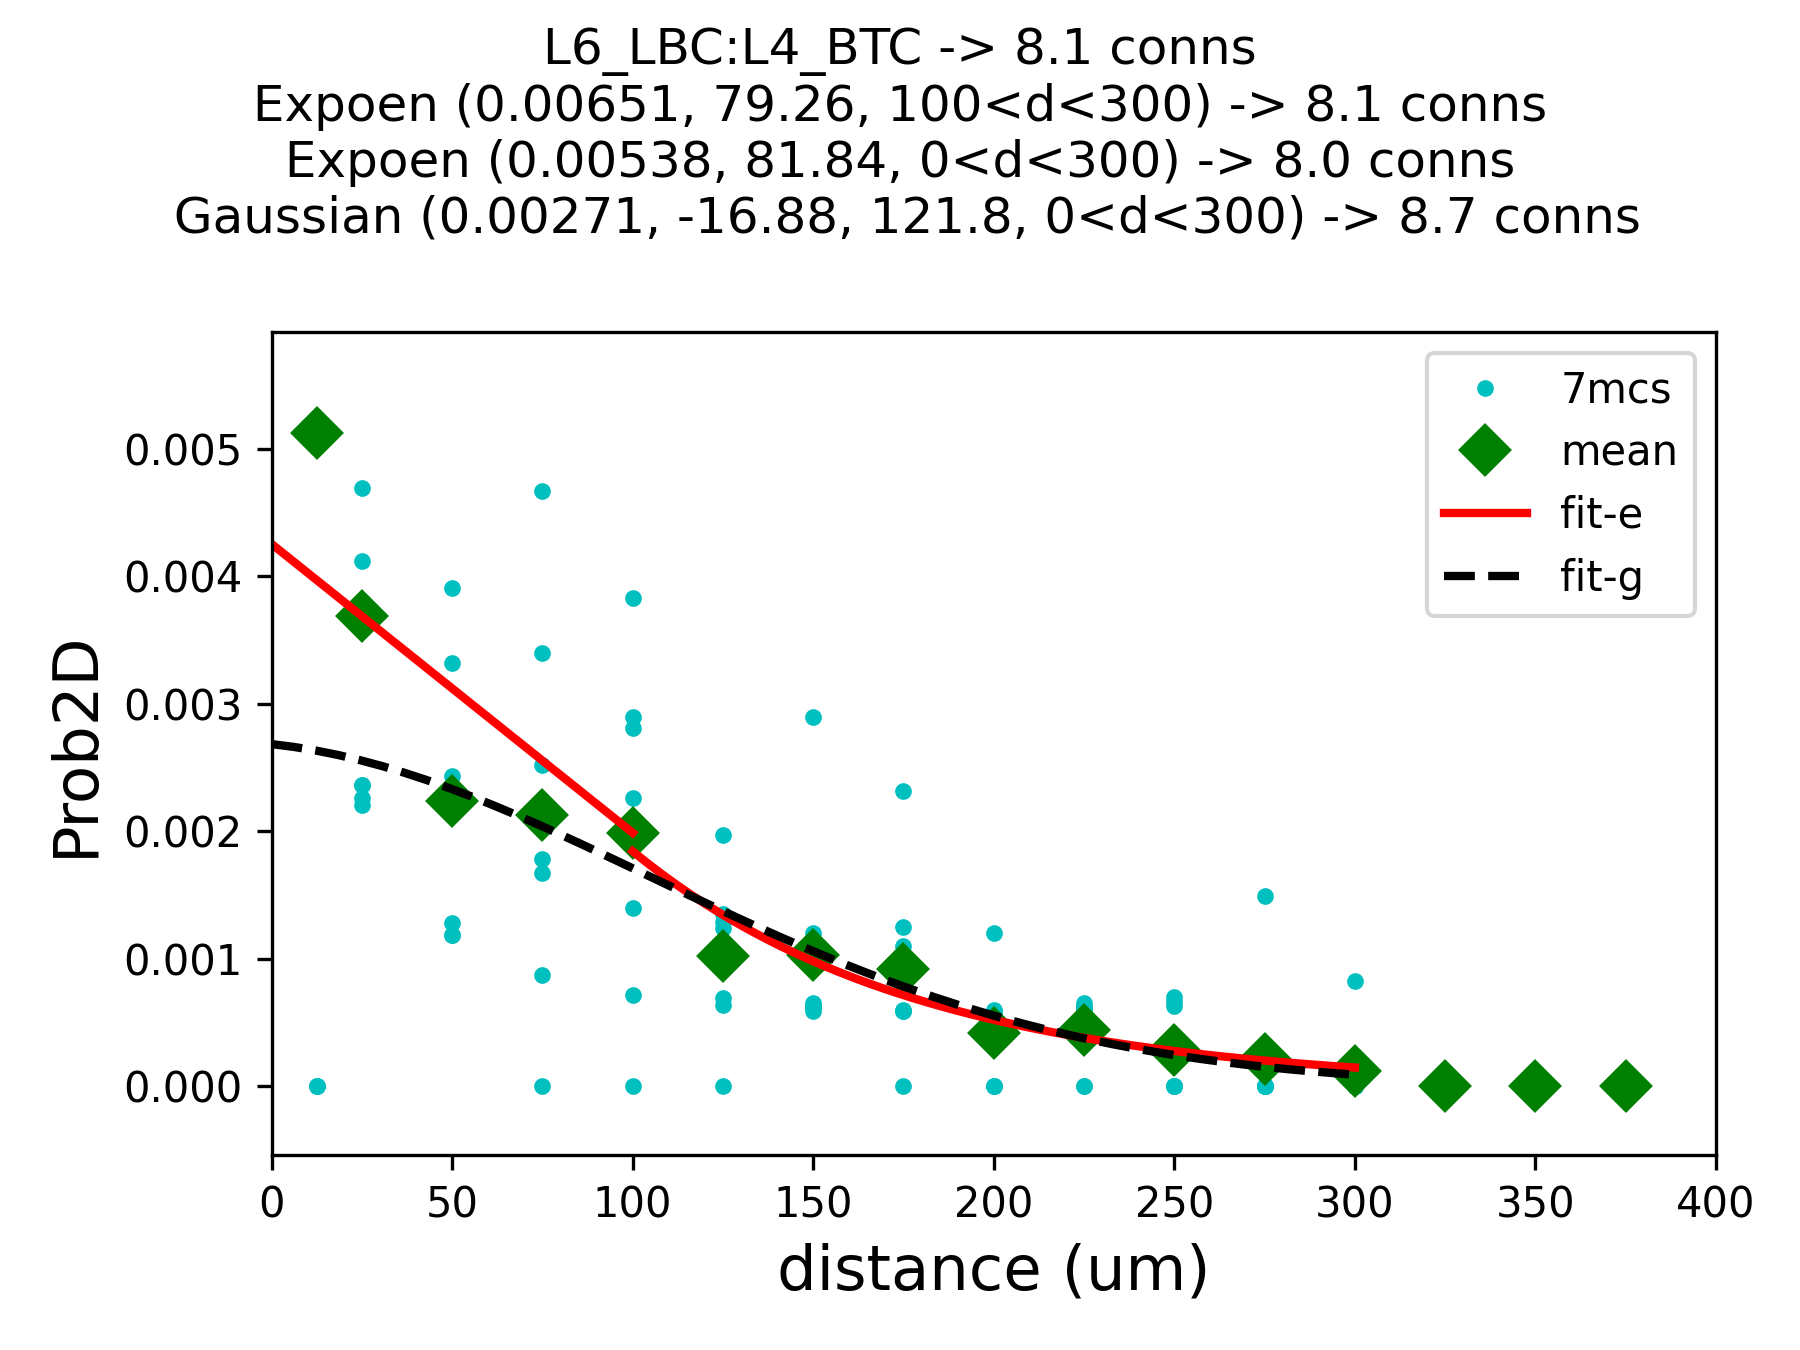 L6_LBC:L4_BTC -> 8.1 conns
Expoen (0.00651, 79.26, 100<d<300) -> 8.1 conns
Expoen (0.00538, 81.84, 0<d<300) -> 8.0 conns
Gaussian (0.00271, -16.88, 121.8, 0<d<300) -> 8.7 conns
7mcs
mean
fit-e
fit-g
Prob2D
0.005
0.004
0.003
0.002
0.001
0.000
0 50 100 150 200 250 300 350 400
distance (um)